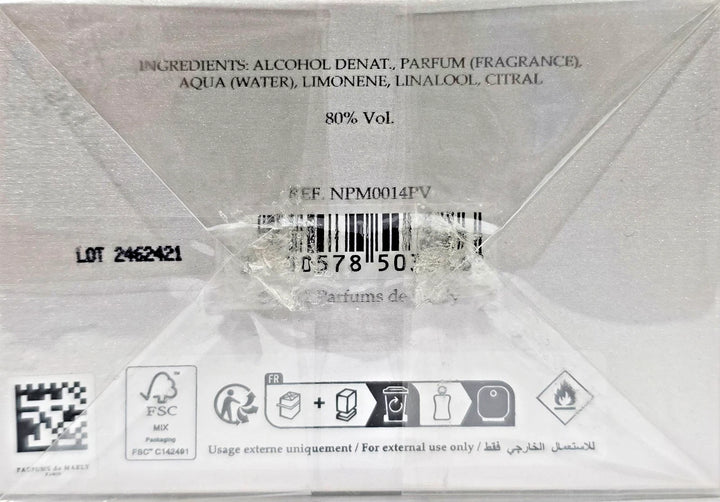 INGREDIENTS: ALCOHOL DENAT., PARFUM (FRAGRANCE),
AQUA (WATER), LIMONENE, LINALOOL, CITRAL
80% Vol.
REF. NPM0014PV
LOT 2462421
0578 50
Parfums de
FR
FSC
MIX
Packaging
FSC™ C142491
PARFUMS de MARLY
PARIS
Usage externe uniquement / For external use only / للاستعمال الخارجي فقط